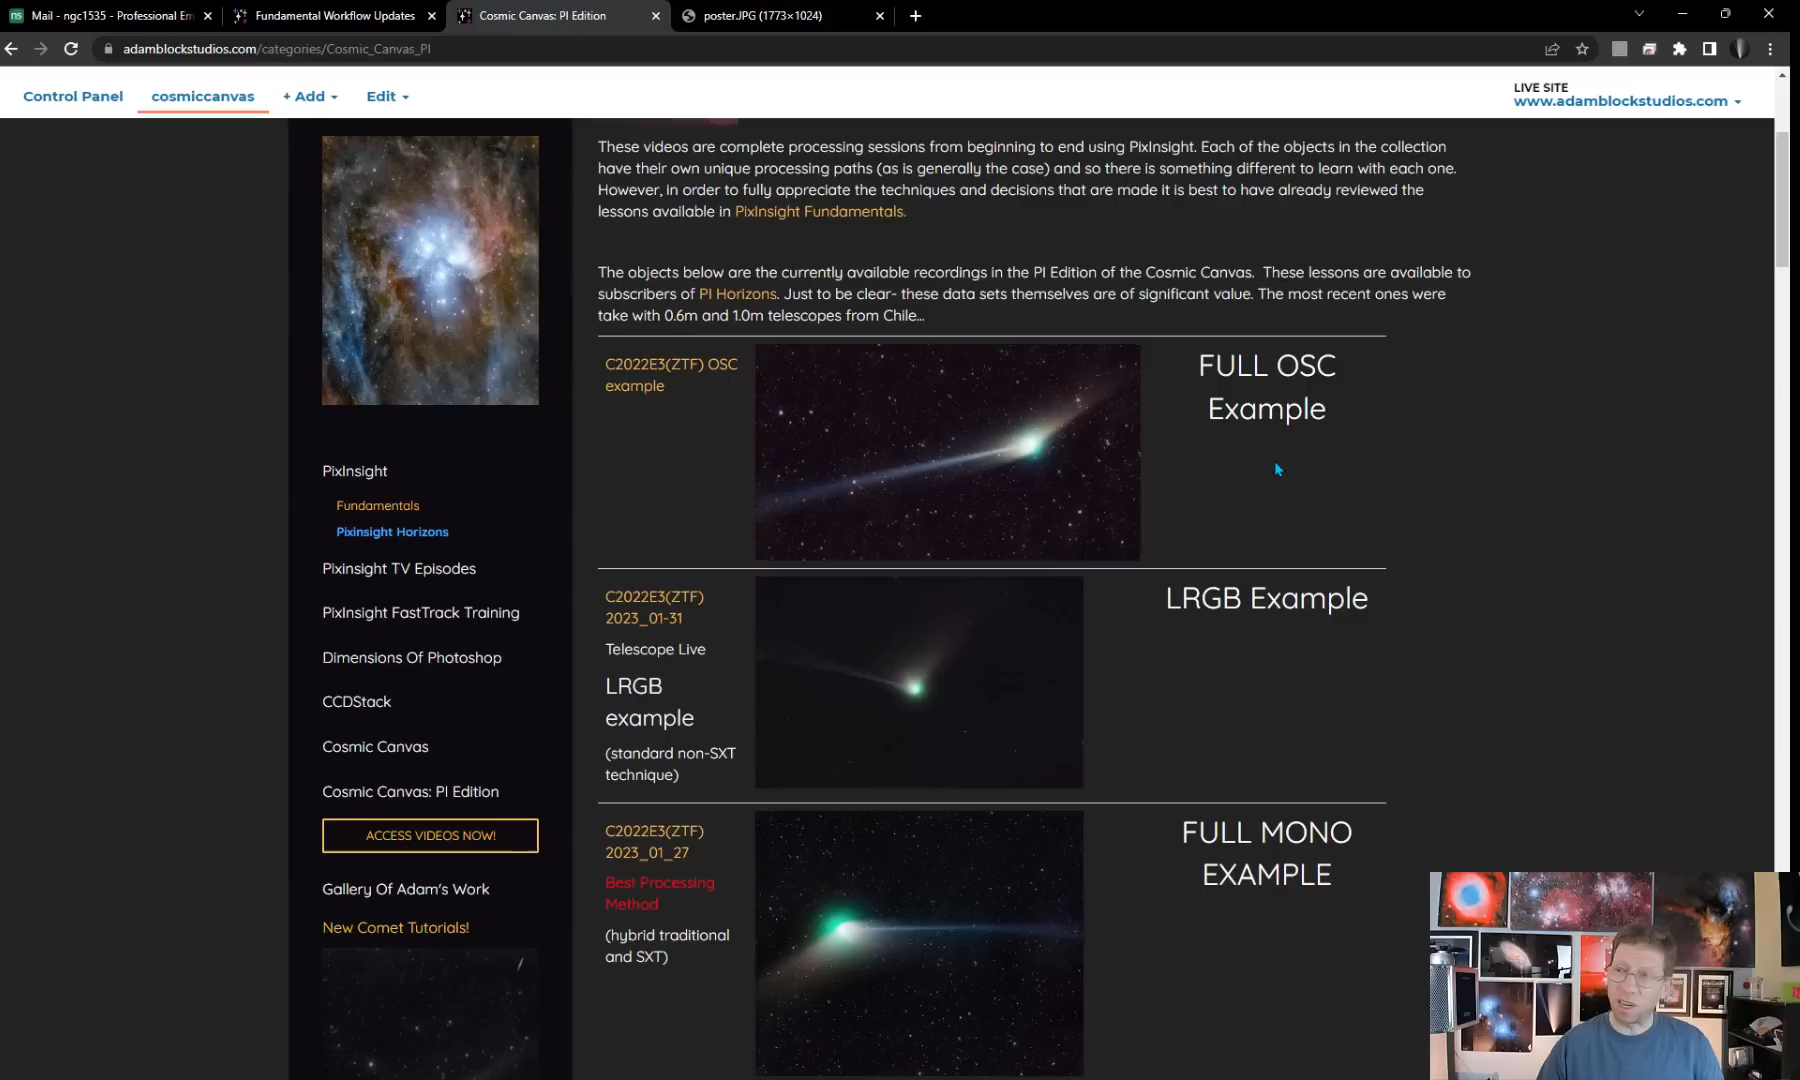 Mail - ngc1535 - Professional Em
Fundamental Workflow Updates
Cosmic Canvas: PI Edition
poster.JPG (1773×1024)
adamblockstudios.com/categories/Cosmic_Canvas_PI
Control Panel
cosmiccanvas
+ Add
Edit
LIVE SITE
www.adamblockstudios.com
These videos are complete processing sessions from beginning to end using PixInsight. Each of the objects in the collection
have their own unique processing paths (as is generally the case) and so there is something different to learn with each one.
However, in order to fully appreciate the techniques and decisions that are made it is best to have already reviewed the
lessons available in PixInsight Fundamentals.
The objects below are the currently available recordings in the PI Edition of the Cosmic Canvas. These lessons are available to
subscribers of PI Horizons. Just to be clear- these data sets themselves are of significant value. The most recent ones were
take with 0.6m and 1.0m telescopes from Chile...
C2022E3(ZTF) OSC
example
FULL OSC
Example
C2022E3(ZTF)
2023_01-31
Telescope Live
LRGB
example
(standard non-SXT
technique)
LRGB Example
C2022E3(ZTF)
2023_01_27
Best Processing
Method
(hybrid traditional
and SXT)
FULL MONO
EXAMPLE
PixInsight
Fundamentals
Pixinsight Horizons
Pixinsight TV Episodes
PixInsight FastTrack Training
Dimensions Of Photoshop
CCDStack
Cosmic Canvas
Cosmic Canvas: PI Edition
ACCESS VIDEOS NOW!
Gallery Of Adam's Work
New Comet Tutorials!